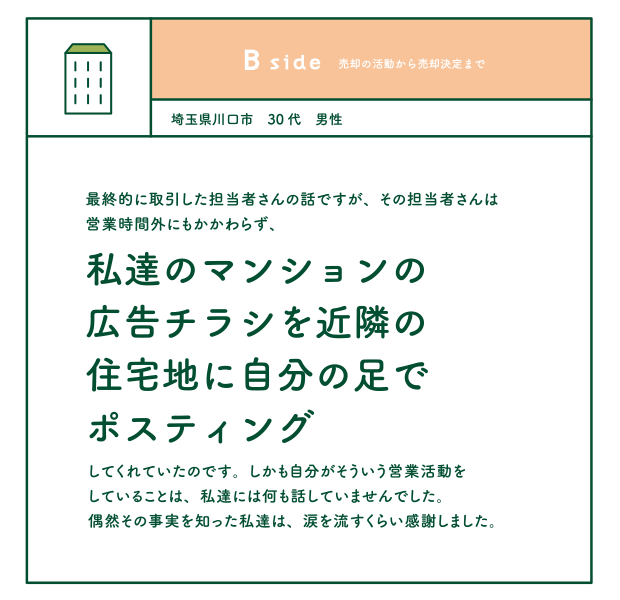 B side 売却の活動から売却決定まで
埼玉県川口市 30代 男性
最終的に取引した担当者さんの話ですが、その担当者さんは
営業時間外にもかかわらず、
私達のマンションの
広告チラシを近隣の
住宅地に自分の足で
ポスティング
してくれていたのです。しかも自分がそういう営業活動を
していることは、私達には何も話していませんでした。
偶然その事実を知った私達は、涙を流すくらい感謝しました。